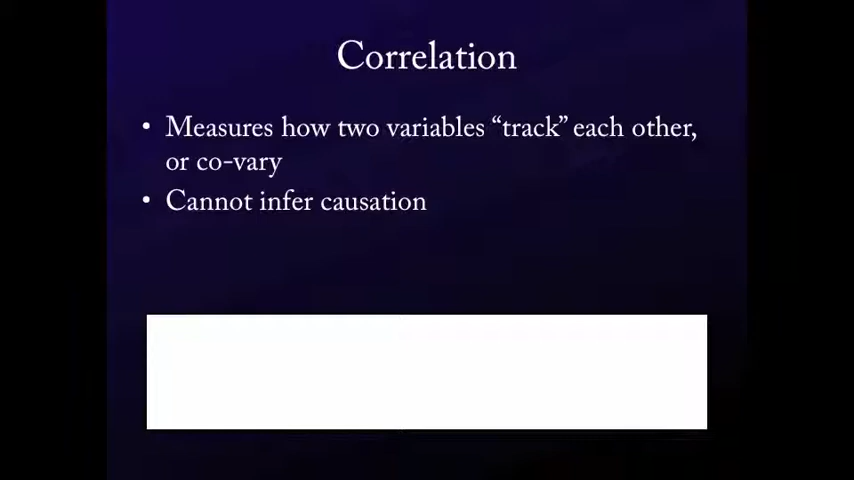 Correlation
• Measures how two variables “track” each other,
or co-vary
• Cannot infer causation